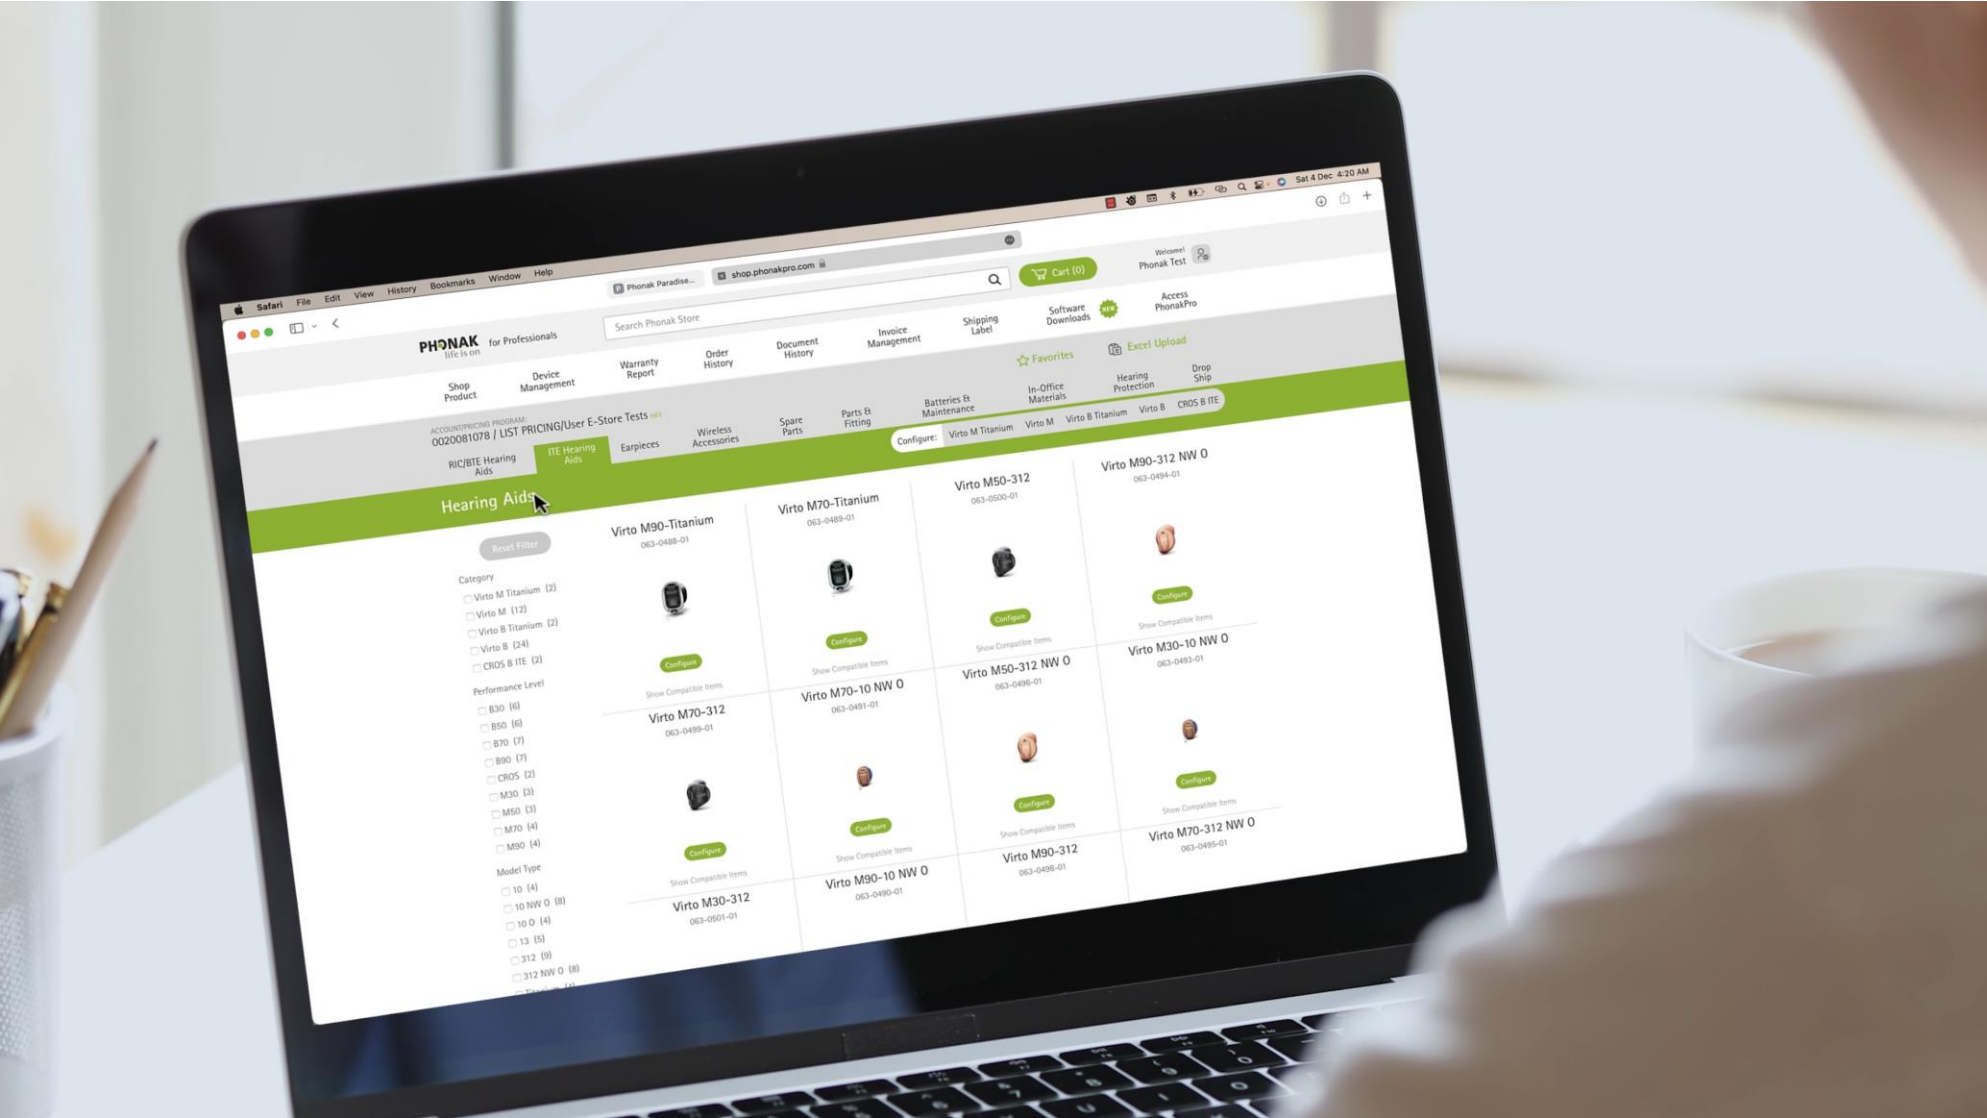 Safari File Edit View History Bookmarks Window Help
Sat 4 Dec 4:20 AM
Phonak Paradise...
shop.phonakpro.com
PHONAK
life is on
for Professionals
Search Phonak Store
Cart (0)
Welcome!
Phonak Test
Shop
Product
Device
Management
Warranty
Report
Order
History
Document
History
Invoice
Management
Shipping
Label
Software
Downloads
NEW
Access
PhonakPro
ACCOUNT/PRICING PROGRAM:
0020081078 / LIST PRICING/User E-Store Tests edit
Favorites
Excel Upload
RIC/BTE Hearing
Aids
ITE Hearing
Aids
Earpieces
Wireless
Accessories
Spare
Parts
Parts &
Fitting
Batteries &
Maintenance
In-Office
Materials
Hearing
Protection
Drop
Ship
Hearing Aids
Configure: Virto M Titanium Virto M Virto B Titanium Virto B CROS B ITE
Reset Filter
Category
Virto M Titanium (2)
Virto M (12)
Virto B Titanium (2)
Virto B (24)
CROS B ITE (2)
Performance Level
B30 (6)
B50 (6)
B70 (7)
B90 (7)
CROS (2)
M30 (3)
M50 (3)
M70 (4)
M90 (4)
Model Type
10 (4)
10 NW O (8)
10 O (4)
13 (5)
312 (9)
312 NW O (8)
Virto M90-Titanium
063-0488-01
Configure
Show Compatible Items
Virto M70-Titanium
063-0489-01
Configure
Show Compatible Items
Virto M50-312
063-0500-01
Configure
Show Compatible Items
Virto M90-312 NW O
063-0494-01
Configure
Show Compatible Items
Virto M70-312
063-0499-01
Configure
Show Compatible Items
Virto M70-10 NW O
063-0491-01
Configure
Show Compatible Items
Virto M50-312 NW O
063-0496-01
Configure
Show Compatible Items
Virto M30-10 NW O
063-0493-01
Configure
Show Compatible Items
Virto M30-312
063-0501-01
Virto M90-10 NW O
063-0490-01
Virto M90-312
063-0498-01
Virto M70-312 NW O
063-0495-01